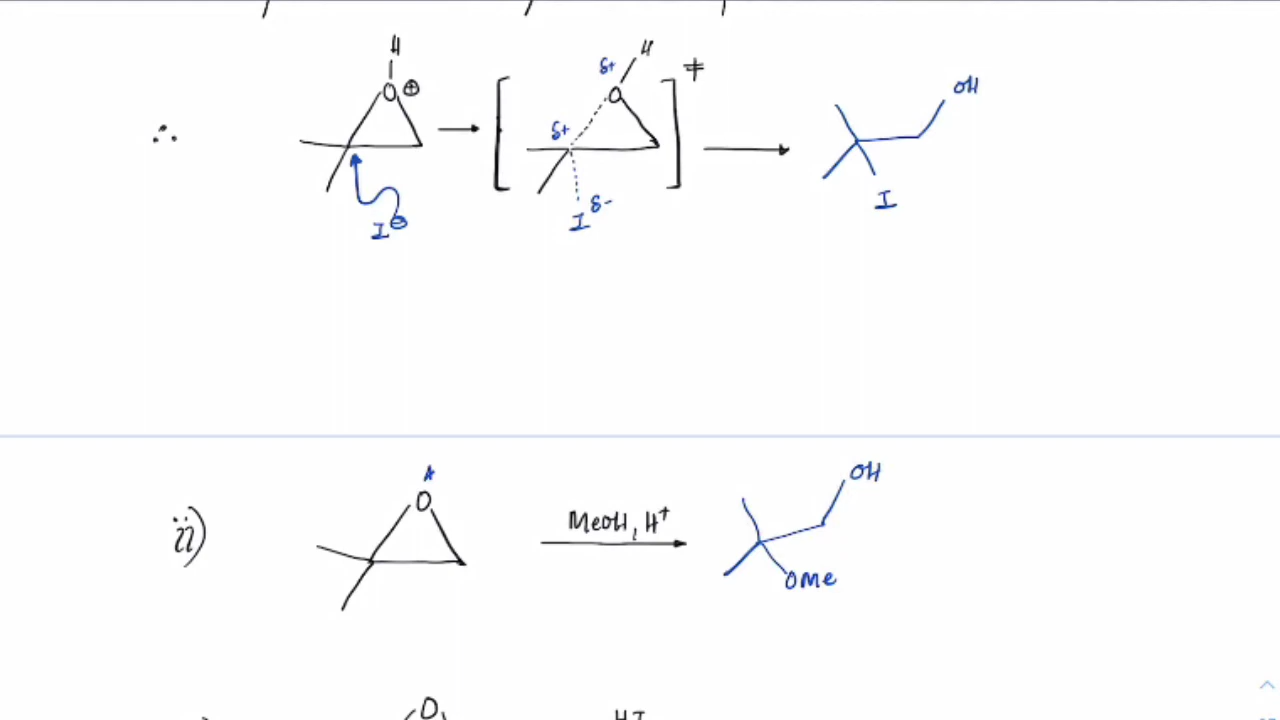 H
O ⊕
I ⊖
∴
H
δ+
O
δ+
I δ-
≠
OH
I
ii)
O
MeOH, H⁺
OH
OMe
O
HI